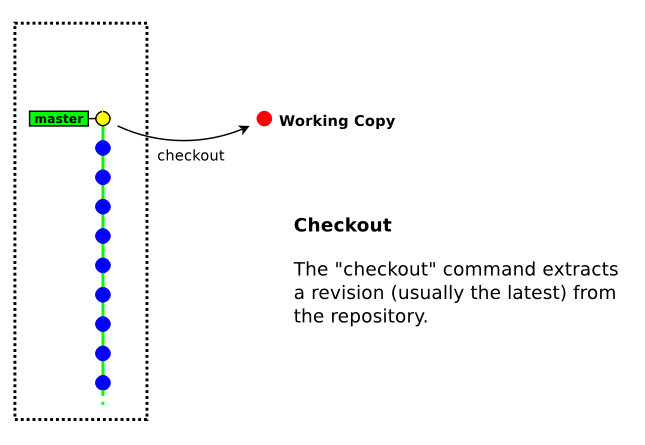 master
Working Copy
checkout
Checkout
The "checkout" command extracts
a revision (usually the latest) from
the repository.